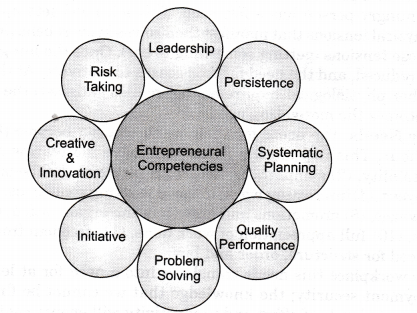 Leadership
Persistence
Systematic
Planning
Quality
Performance
Problem
Solving
Initiative
Creative
&
Innovation
Risk
Taking
Entrepreneural
Competencies